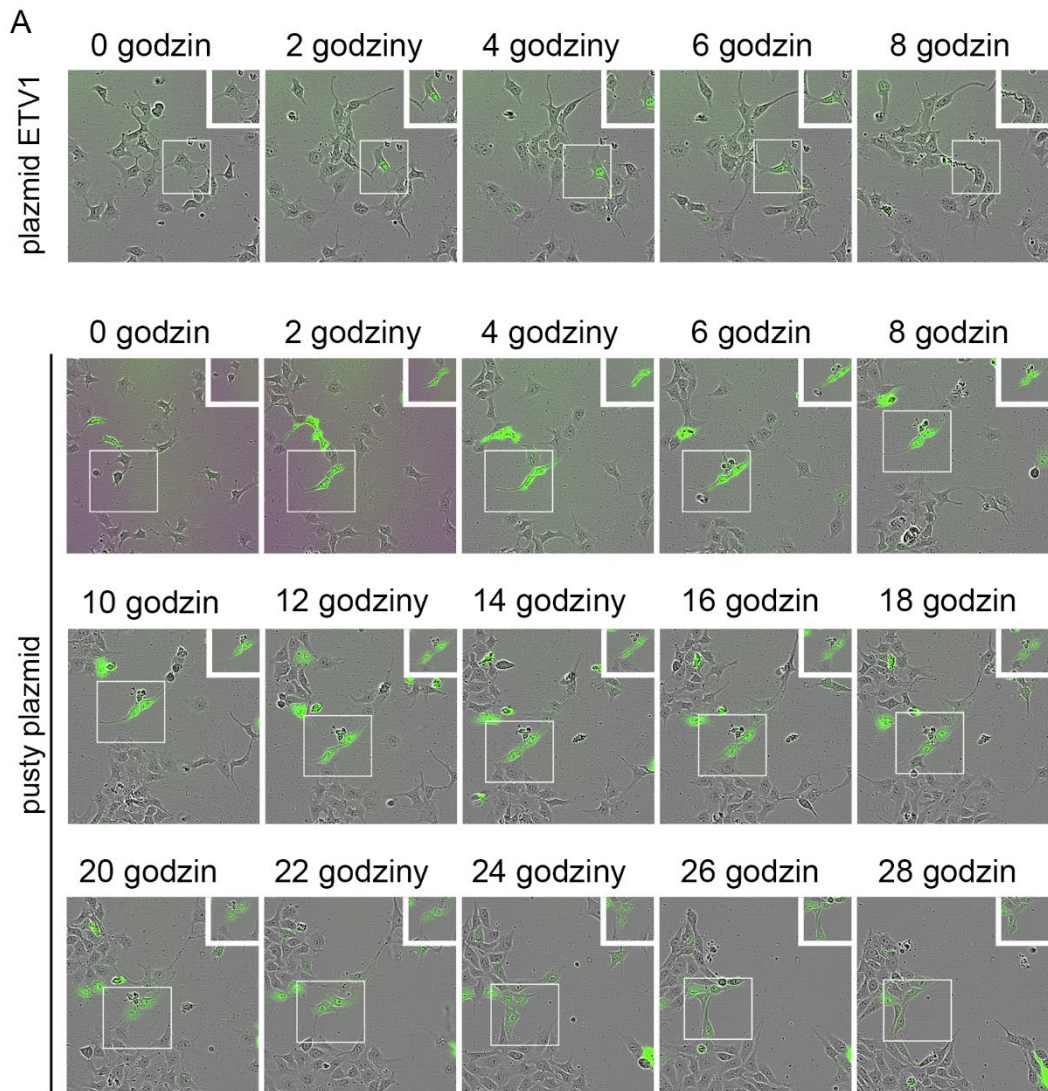 A
plazmid ETV1
0 godzin
2 godziny
4 godziny
6 godzin
8 godzin
pusty plazmid
0 godzin
2 godziny
4 godziny
6 godzin
8 godzin
10 godzin
12 godziny
14 godziny
16 godzin
18 godzin
20 godzin
22 godziny
24 godziny
26 godzin
28 godzin